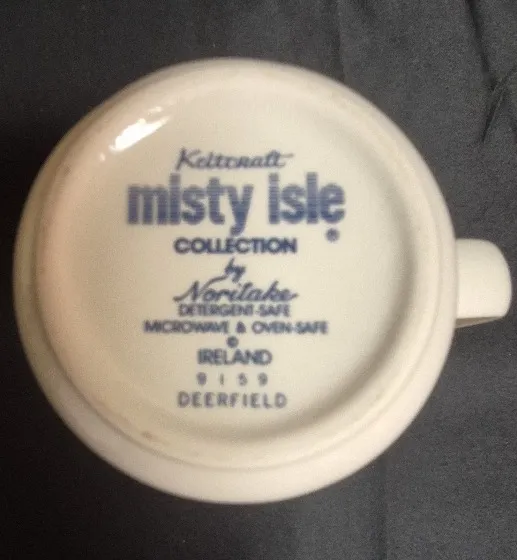 Keltcraft
misty isle ®
COLLECTION
by
Noritake
DETERGENT-SAFE
MICROWAVE & OVEN-SAFE
©
IRELAND
9159
DEERFIELD